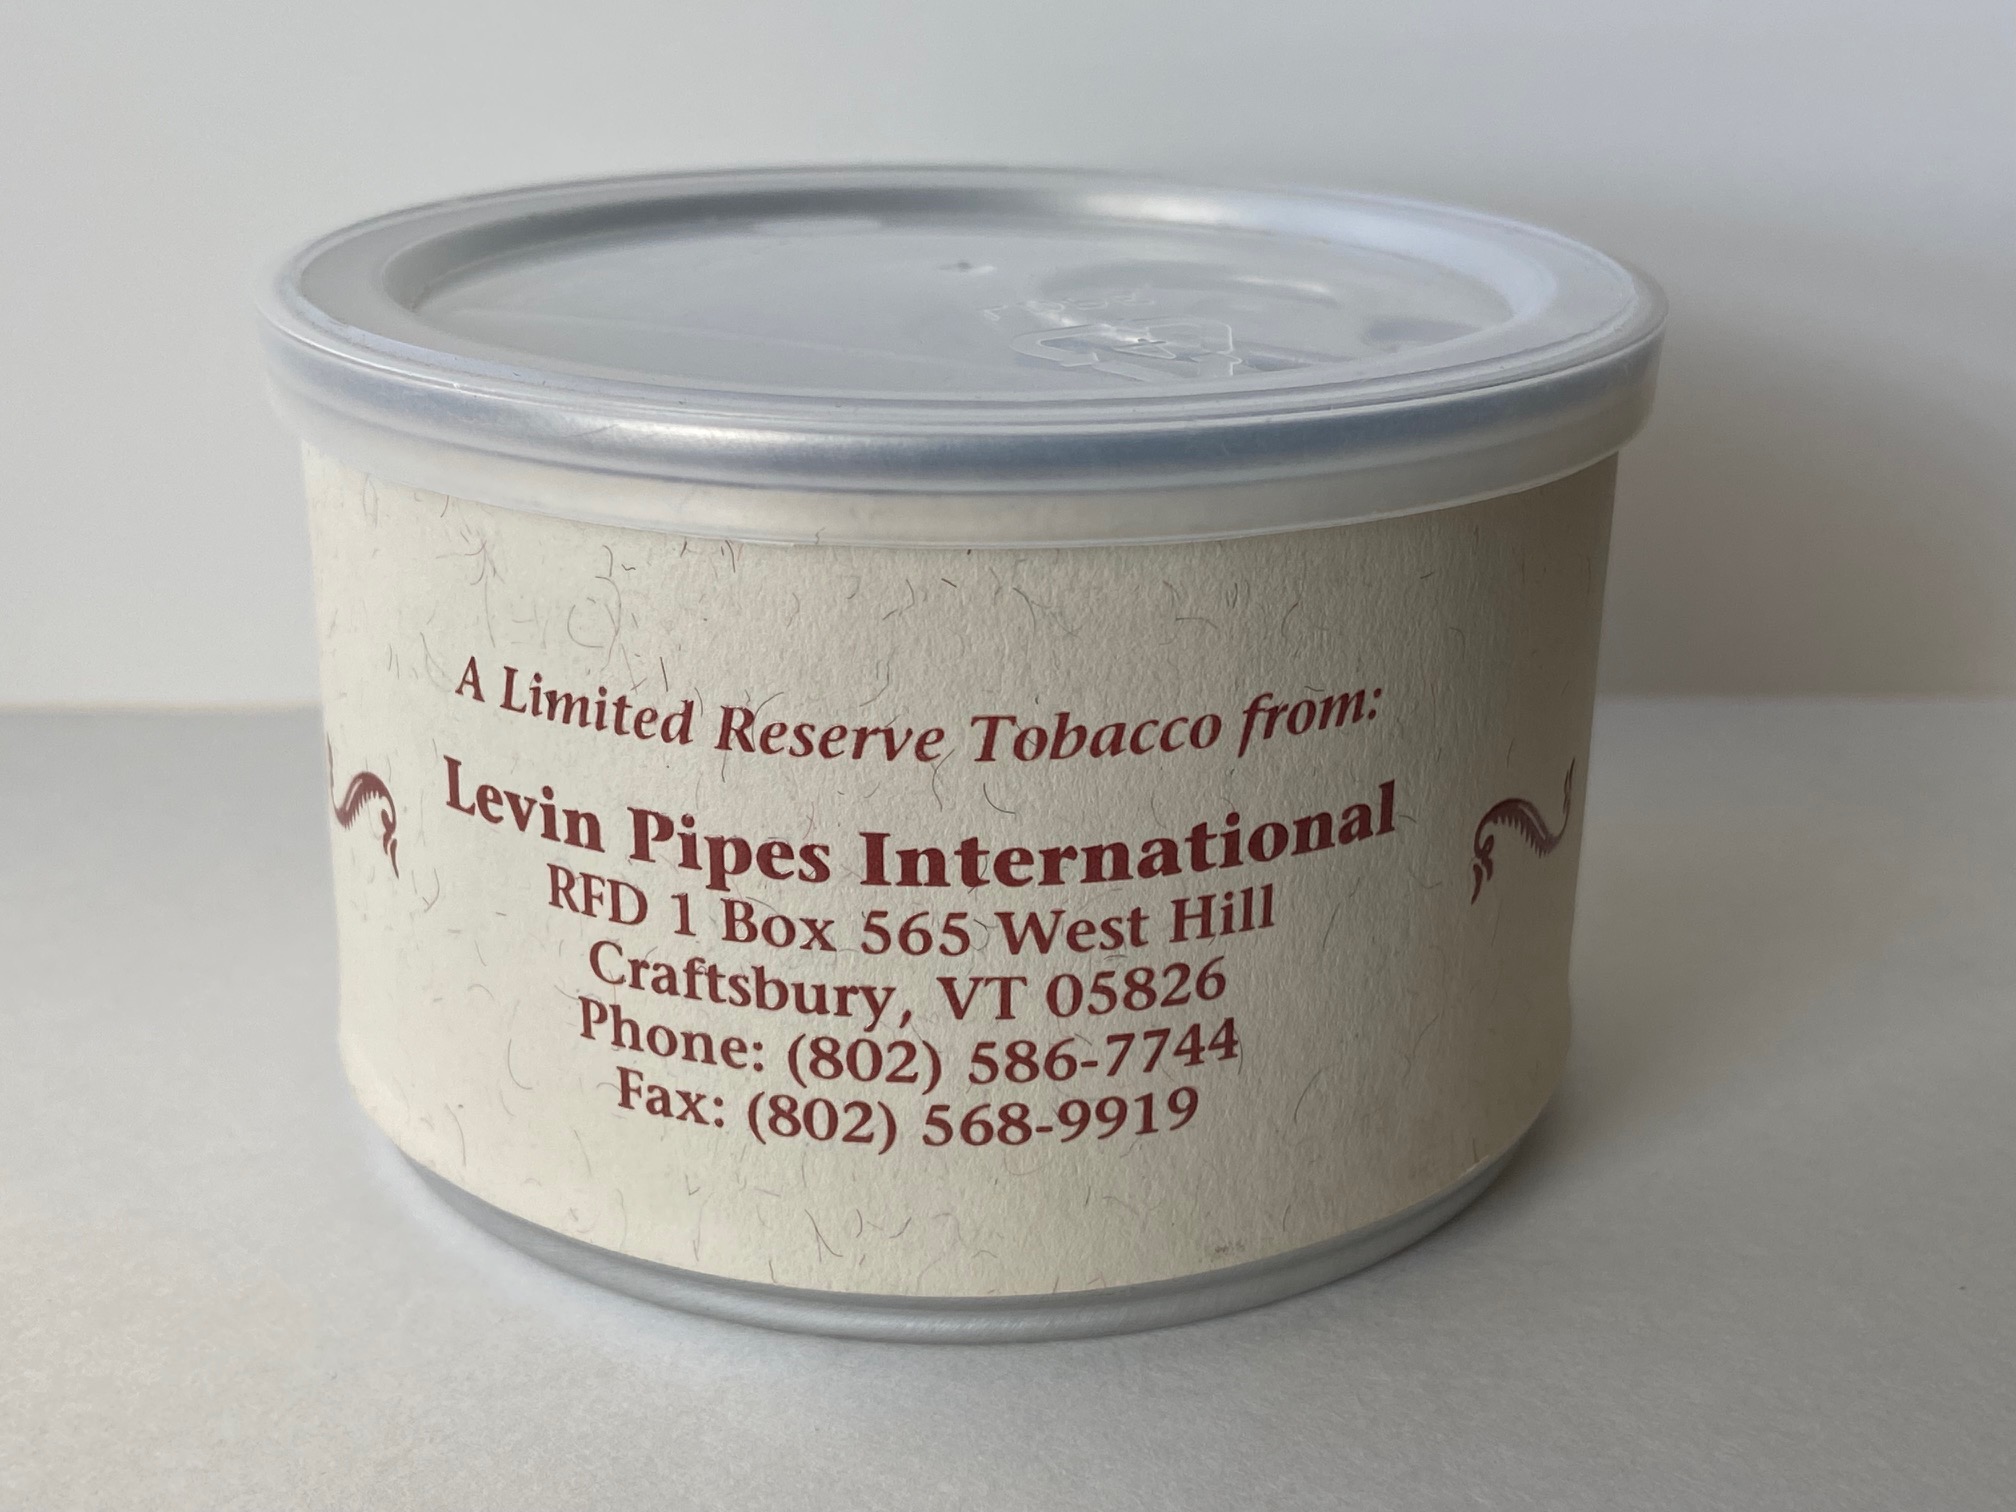 A Limited Reserve Tobacco from:
Levin Pipes International
RFD 1 Box 565 West Hill
Craftsbury, VT 05826
Phone: (802) 586-7744
Fax: (802) 568-9919